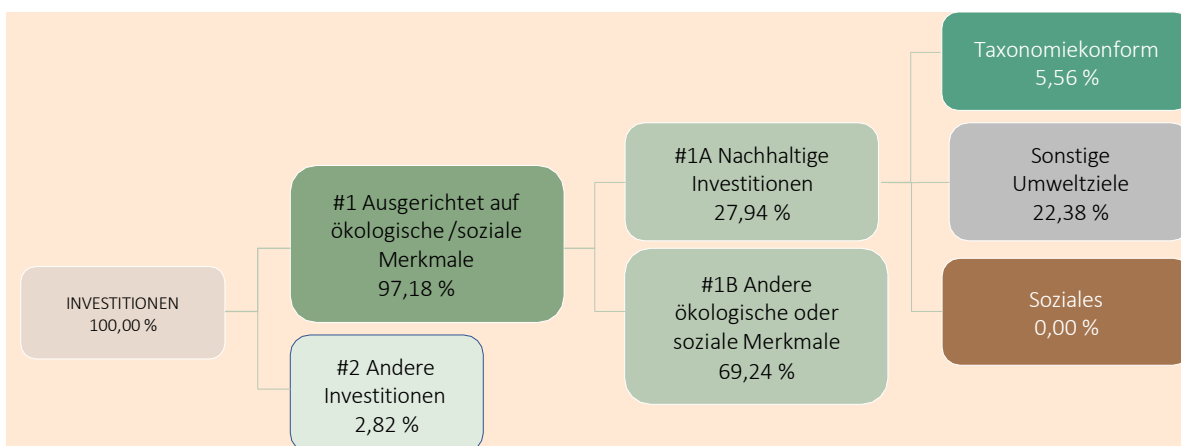 INVESTITIONEN
100,00 %
#1 Ausgerichtet auf
ökologische /soziale
Merkmale
97,18 %
#2 Andere
Investitionen
2,82 %
#1A Nachhaltige
Investitionen
27,94 %
#1B Andere
ökologische oder
soziale Merkmale
69,24 %
Taxonomiekonform
5,56 %
Sonstige
Umweltziele
22,38 %
Soziales
0,00 %